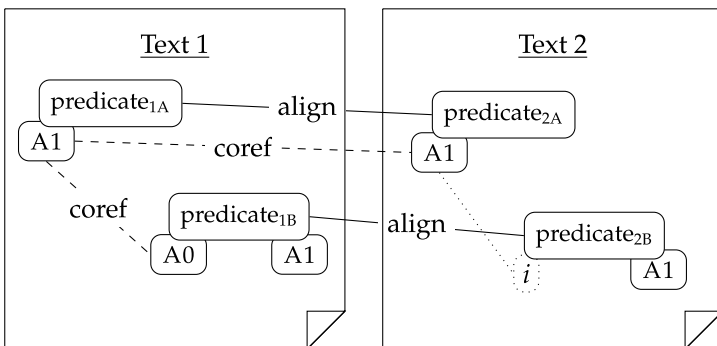 Text 1
predicate1A
A1
coref
predicate1B
A0
A1
align
coref
align
Text 2
predicate2A
A1
predicate2B
i
A1